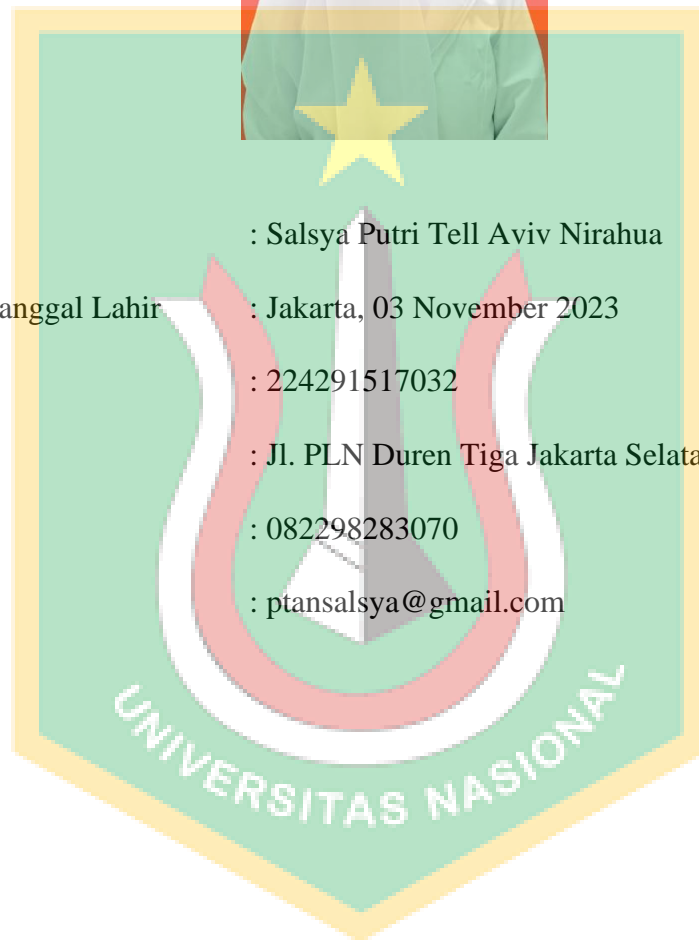 : Salsya Putri Tell Aviv Nirahua
anggal Lahir : Jakarta, 03 November 2023
: 224291517032
: Jl. PLN Duren Tiga Jakarta Selata
: 082298283070
: ptansalsya@gmail.com
UNIVERSITAS NASIONAL